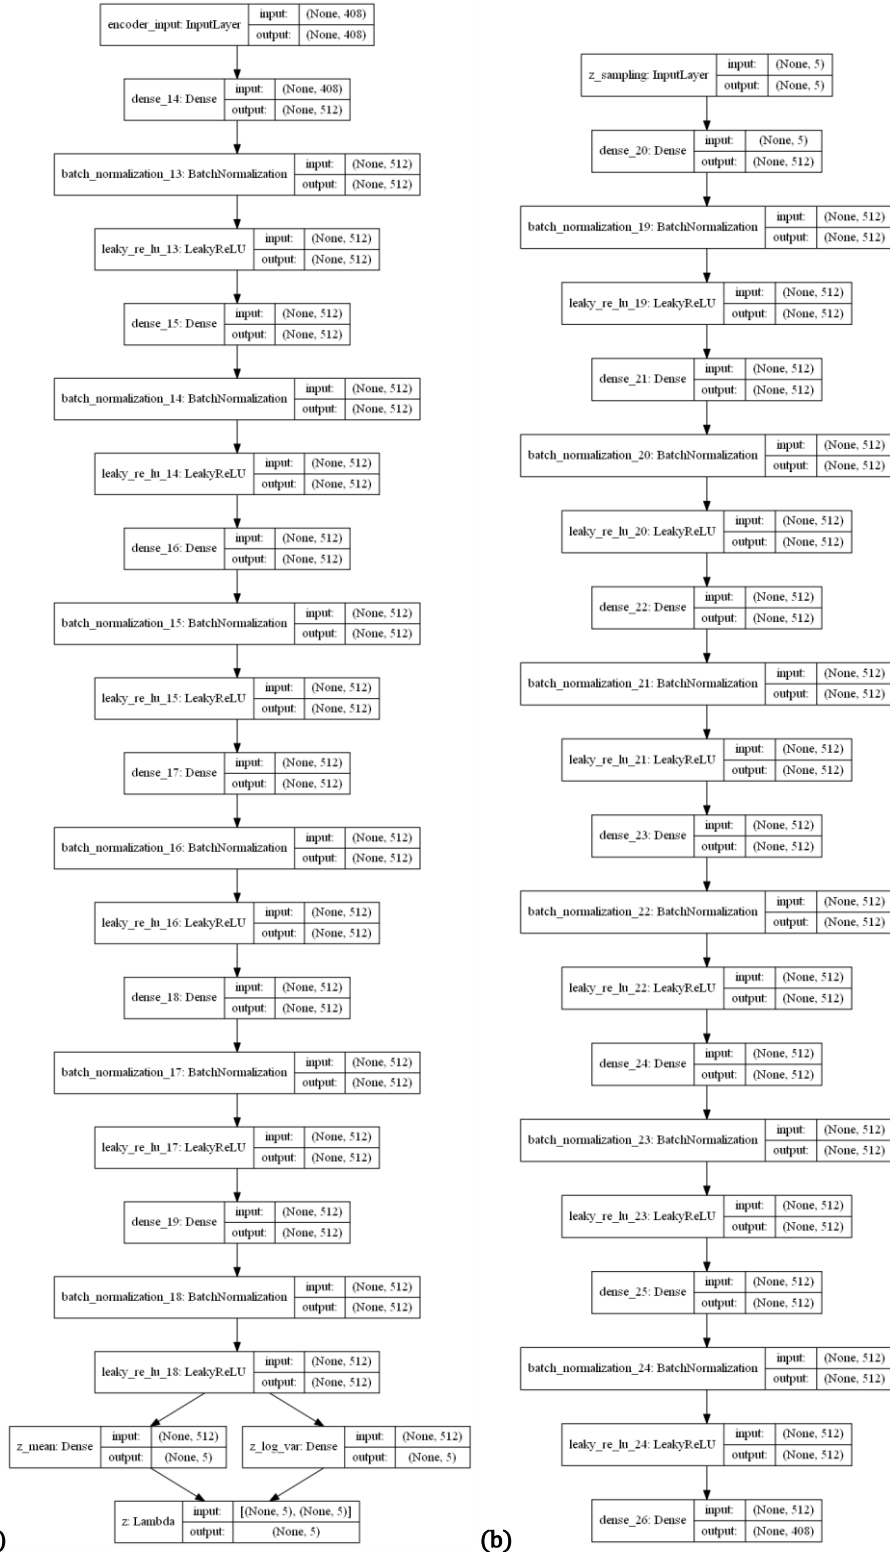 encoder_input: InputLayer input: (None, 408)
output: (None, 408)
dense_14: Dense input: (None, 408)
output: (None, 512)
batch_normalization_13: BatchNormalization input: (None, 512)
output: (None, 512)
leaky_re_lu_13: LeakyReLU input: (None, 512)
output: (None, 512)
dense_15: Dense input: (None, 512)
output: (None, 512)
batch_normalization_14: BatchNormalization input: (None, 512)
output: (None, 512)
leaky_re_lu_14: LeakyReLU input: (None, 512)
output: (None, 512)
dense_16: Dense input: (None, 512)
output: (None, 512)
batch_normalization_15: BatchNormalization input: (None, 512)
output: (None, 512)
leaky_re_lu_15: LeakyReLU input: (None, 512)
output: (None, 512)
dense_17: Dense input: (None, 512)
output: (None, 512)
batch_normalization_16: BatchNormalization input: (None, 512)
output: (None, 512)
leaky_re_lu_16: LeakyReLU input: (None, 512)
output: (None, 512)
dense_18: Dense input: (None, 512)
output: (None, 512)
batch_normalization_17: BatchNormalization input: (None, 512)
output: (None, 512)
leaky_re_lu_17: LeakyReLU input: (None, 512)
output: (None, 512)
dense_19: Dense input: (None, 512)
output: (None, 512)
batch_normalization_18: BatchNormalization input: (None, 512)
output: (None, 512)
leaky_re_lu_18: LeakyReLU input: (None, 512)
output: (None, 512)
z_mean: Dense input: (None, 512)
output: (None, 5)
z_log_var: Dense input: (None, 512)
output: (None, 5)
z: Lambda input: [(None, 5), (None, 5)]
output: (None, 5)
)
z_sampling: InputLayer input: (None, 5)
output: (None, 5)
dense_20: Dense input: (None, 5)
output: (None, 512)
batch_normalization_19: BatchNormalization input: (None, 512)
output: (None, 512)
leaky_re_lu_19: LeakyReLU input: (None, 512)
output: (None, 512)
dense_21: Dense input: (None, 512)
output: (None, 512)
batch_normalization_20: BatchNormalization input: (None, 512)
output: (None, 512)
leaky_re_lu_20: LeakyReLU input: (None, 512)
output: (None, 512)
dense_22: Dense input: (None, 512)
output: (None, 512)
batch_normalization_21: BatchNormalization input: (None, 512)
output: (None, 512)
leaky_re_lu_21: LeakyReLU input: (None, 512)
output: (None, 512)
dense_23: Dense input: (None, 512)
output: (None, 512)
batch_normalization_22: BatchNormalization input: (None, 512)
output: (None, 512)
leaky_re_lu_22: LeakyReLU input: (None, 512)
output: (None, 512)
dense_24: Dense input: (None, 512)
output: (None, 512)
batch_normalization_23: BatchNormalization input: (None, 512)
output: (None, 512)
leaky_re_lu_23: LeakyReLU input: (None, 512)
output: (None, 512)
dense_25: Dense input: (None, 512)
output: (None, 512)
batch_normalization_24: BatchNormalization input: (None, 512)
output: (None, 512)
leaky_re_lu_24: LeakyReLU input: (None, 512)
output: (None, 512)
dense_26: Dense input: (None, 512)
output: (None, 408)
(b)